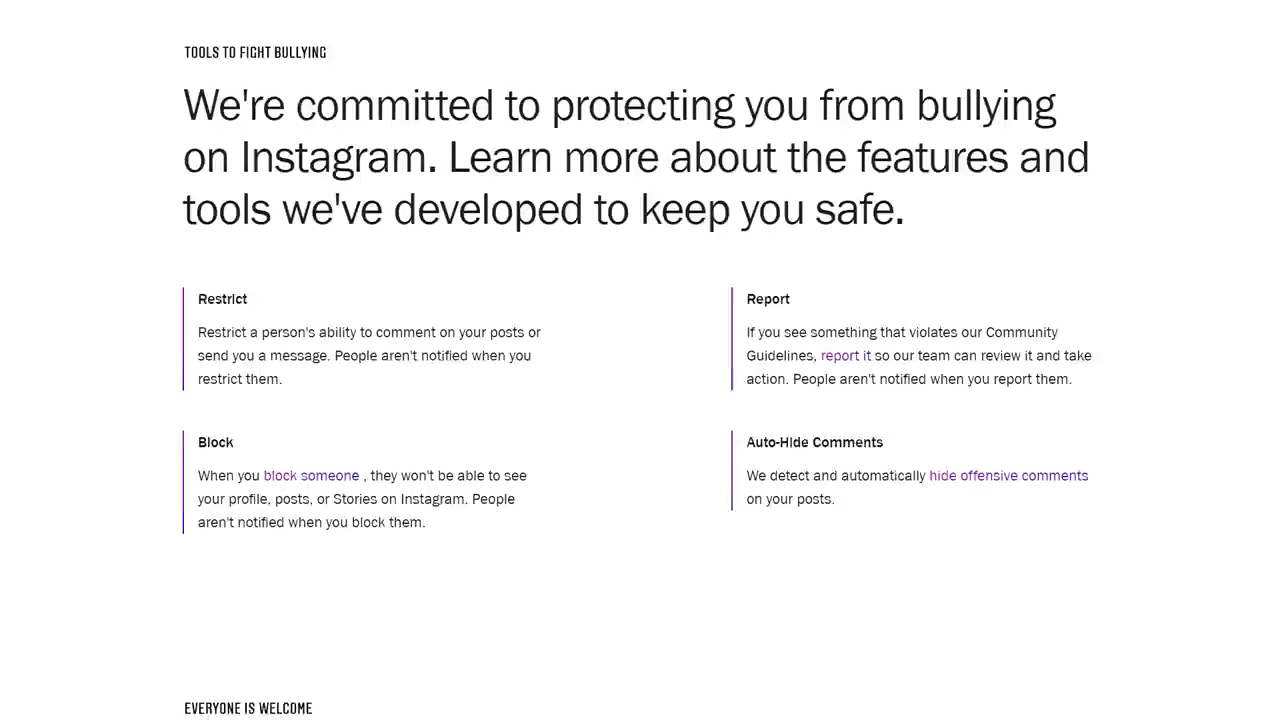 TOOLS TO FIGHT BULLYING
We're committed to protecting you from bullying
on Instagram. Learn more about the features and
tools we've developed to keep you safe.
Restrict
Restrict a person's ability to comment on your posts or
send you a message. People aren't notified when you
restrict them.
Report
If you see something that violates our Community
Guidelines, report it so our team can review it and take
action. People aren't notified when you report them.
Block
When you block someone , they won't be able to see
your profile, posts, or Stories on Instagram. People
aren't notified when you block them.
Auto-Hide Comments
We detect and automatically hide offensive comments
on your posts.
EVERYONE IS WELCOME